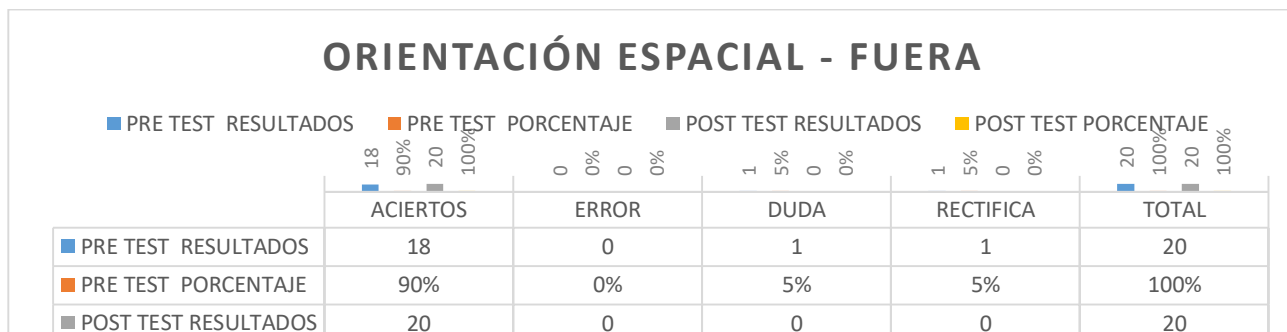 ORIENTACIÓN ESPACIAL - FUERA
PRE TEST  RESULTADOS PRE TEST  PORCENTAJE POST TEST RESULTADOS POST TEST PORCENTAJE
18 90% 20 100% 0 0% 0 0% 1 5% 0 0% 1 5% 0 0% 20 100% 20 100%
ACIERTOS ERROR DUDA RECTIFICA TOTAL
PRE TEST  RESULTADOS 18 0 1 1 20
PRE TEST  PORCENTAJE 90% 0% 5% 5% 100%
POST TEST RESULTADOS 20 0 0 0 20